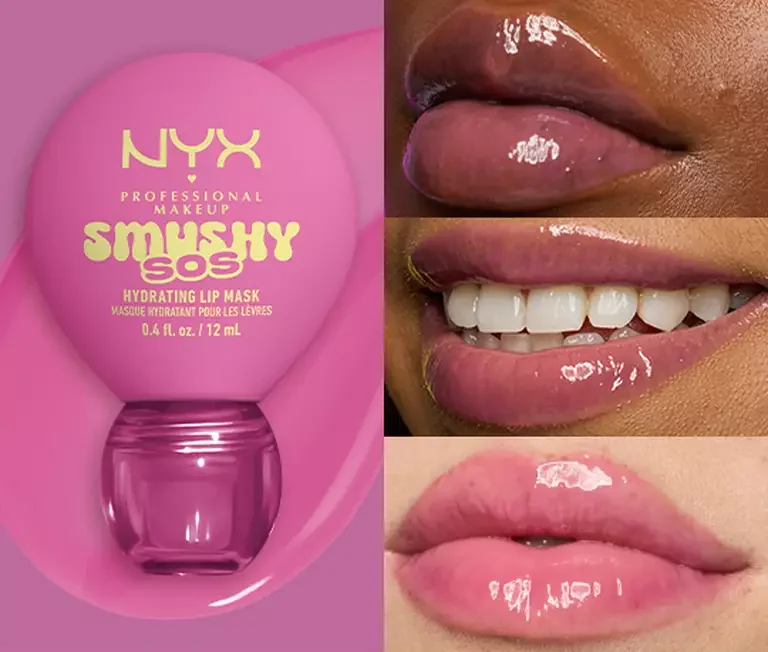 NYX
PROFESSIONAL
MAKEUP
SMUSHY
SOS
HYDRATING LIP MASK
MASQUE HYDRATANT POUR LES LÈVRES
0.4 fl. oz. / 12 mL